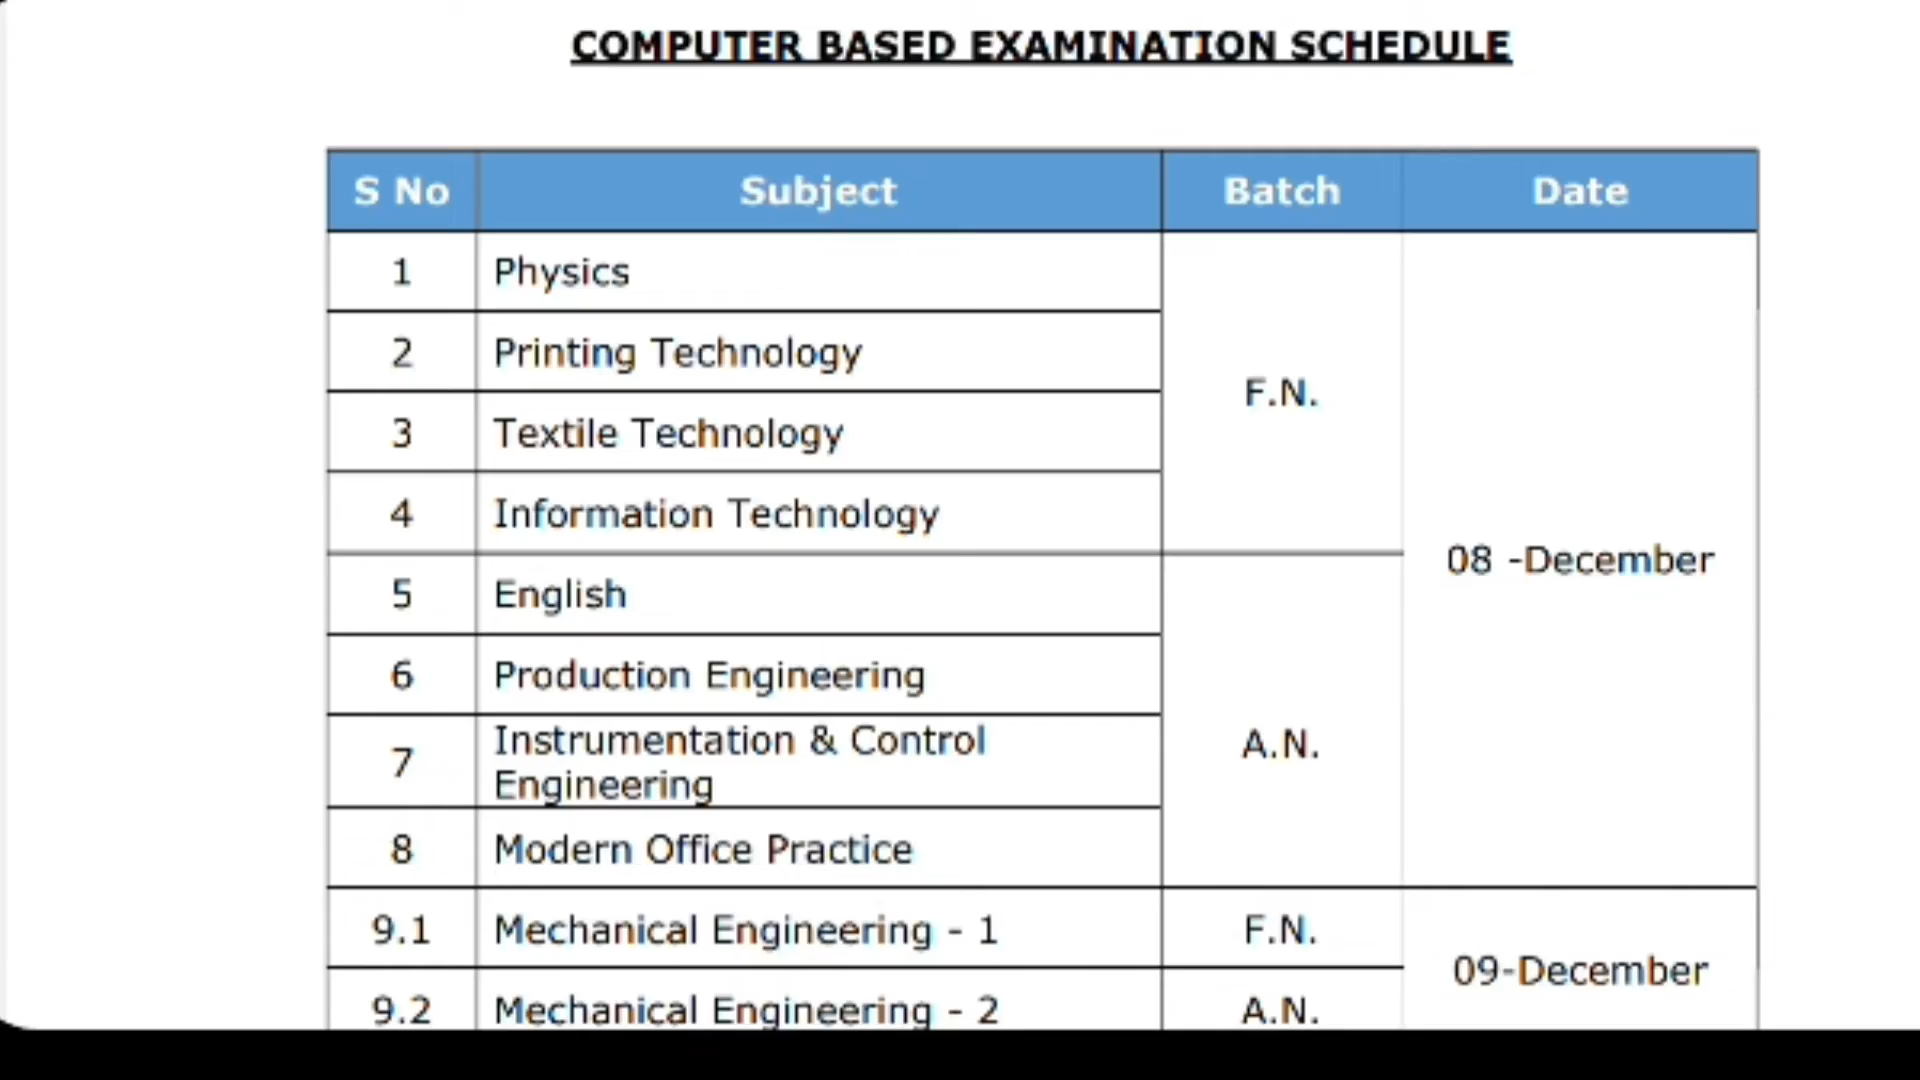 COMPUTER BASED EXAMINATION SCHEDULE
S No Subject Batch Date
1 Physics
2 Printing Technology
F.N.
3 Textile Technology
4 Information Technology
08 -December
5 English
6 Production Engineering
7 Instrumentation & Control
Engineering
A.N.
8 Modern Office Practice
9.1 Mechanical Engineering - 1 F.N.
09-December
9.2 Mechanical Engineering - 2 A.N.